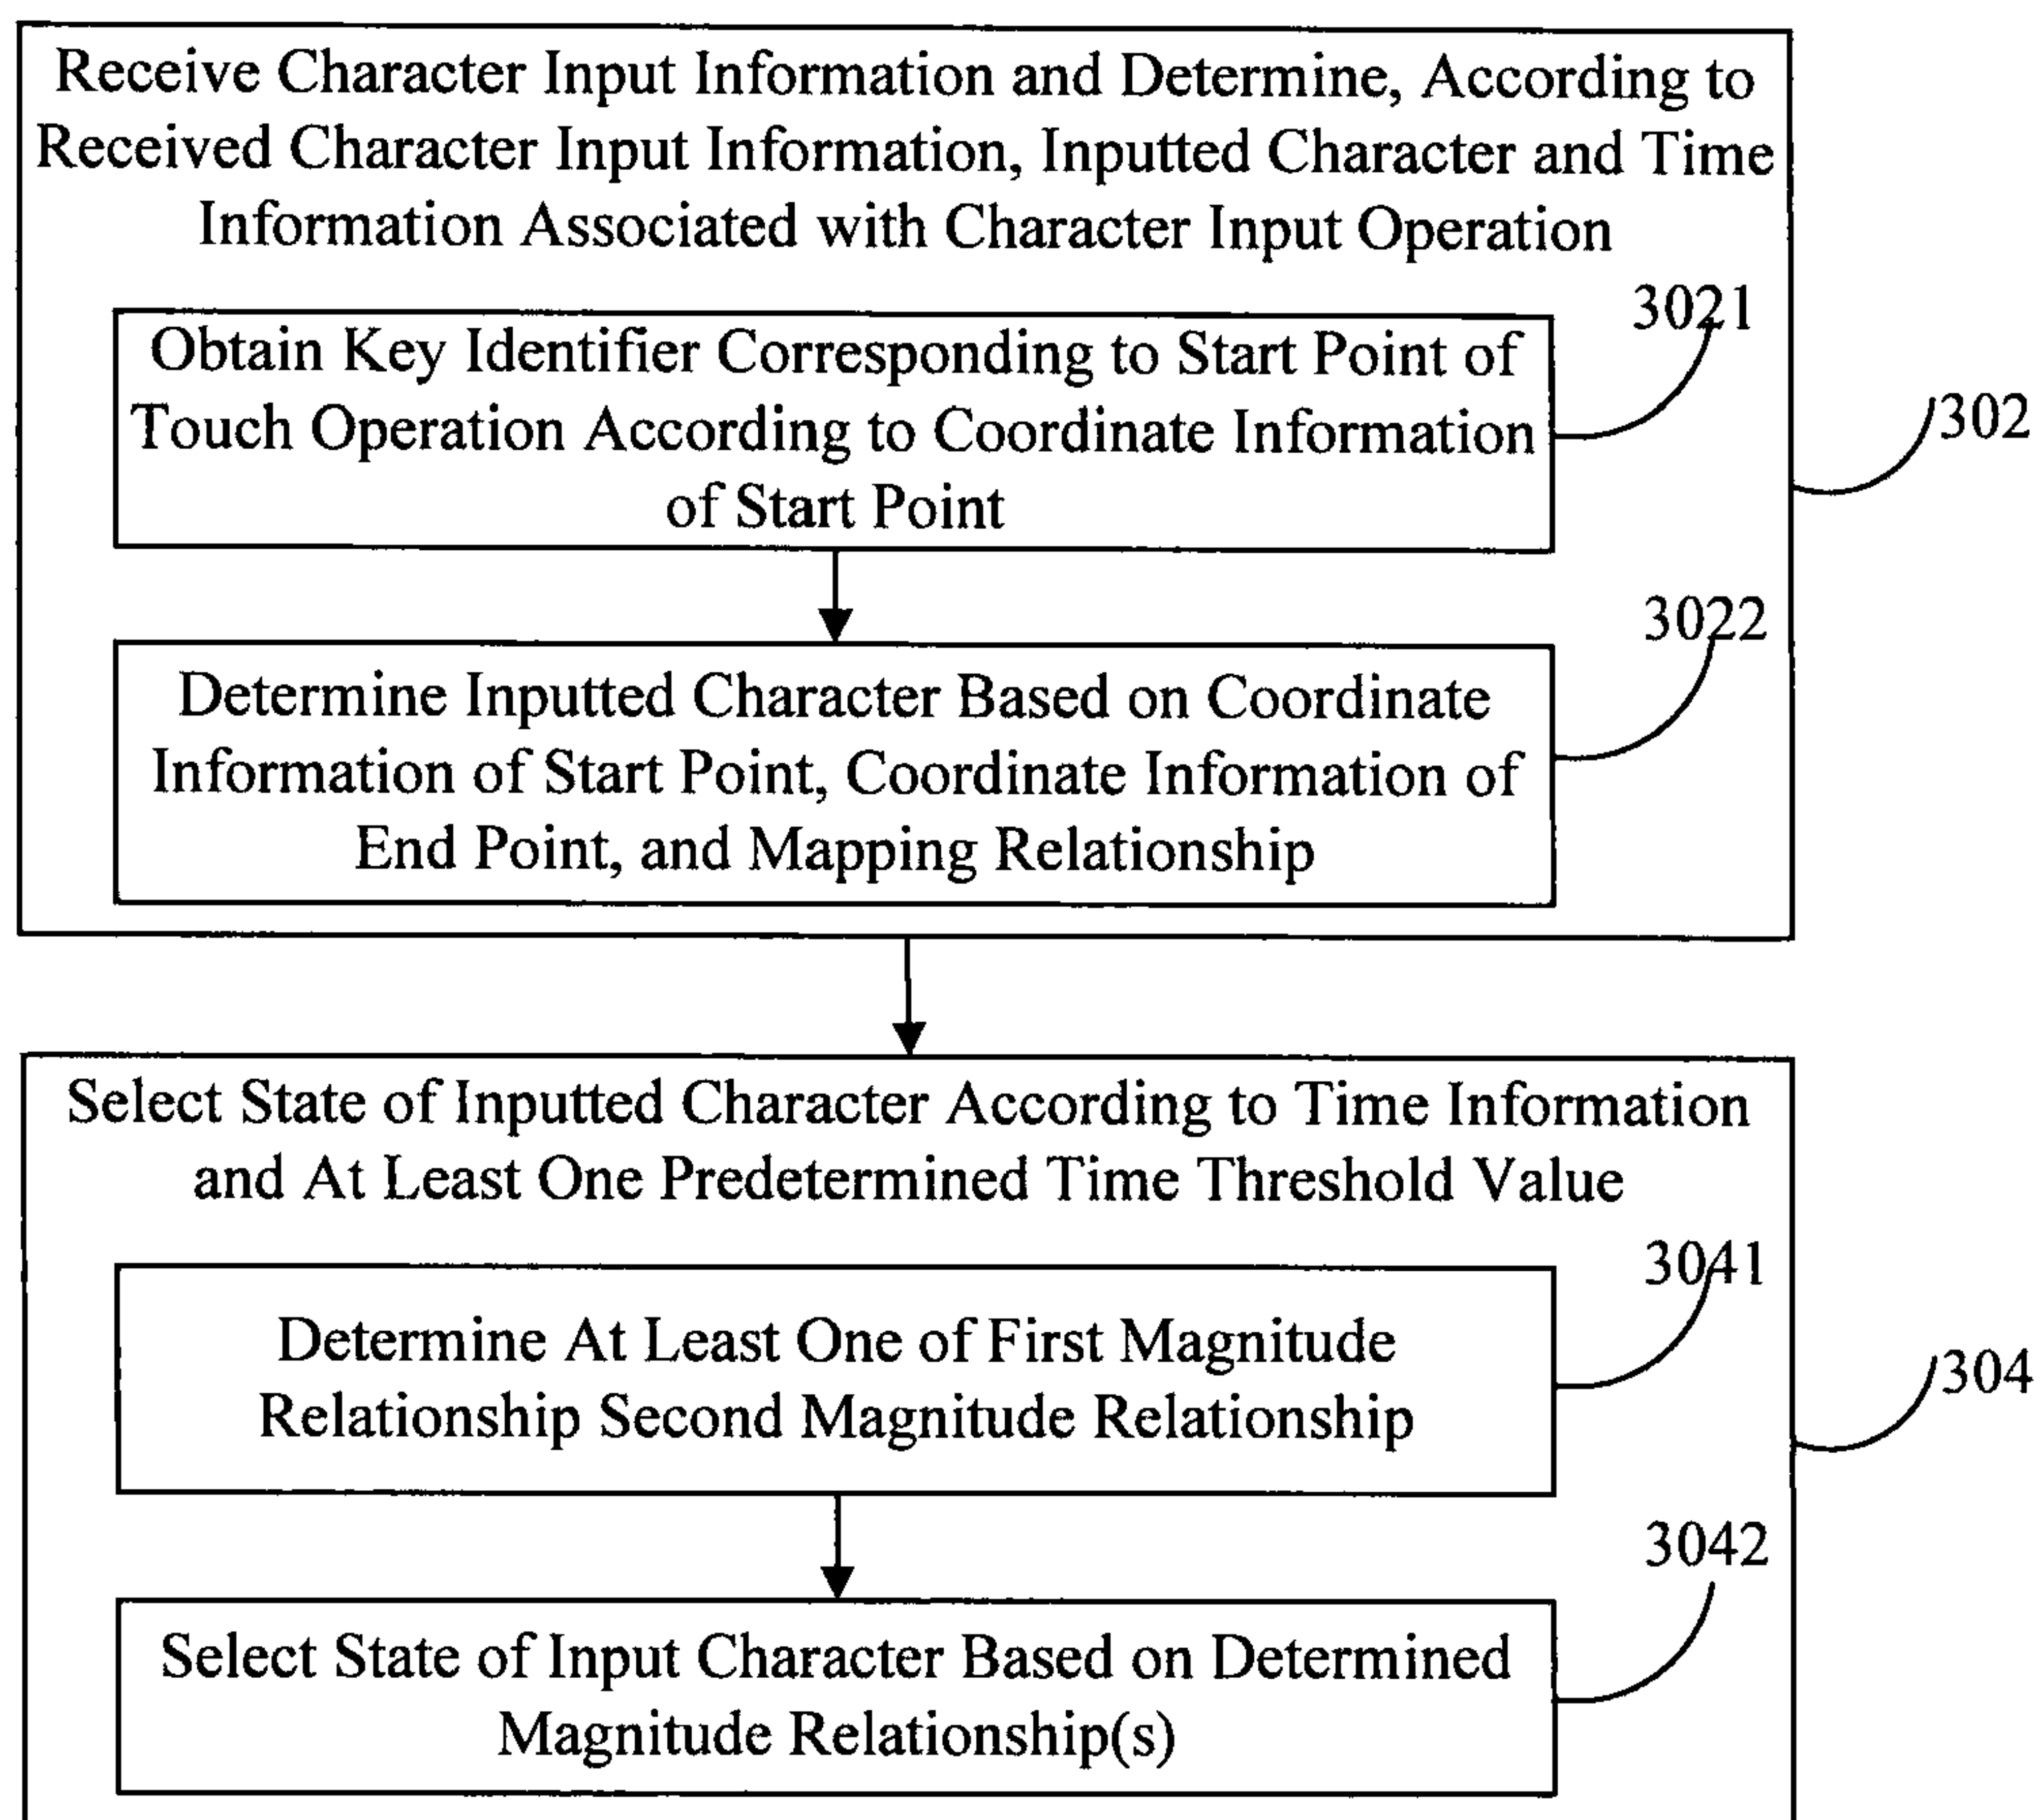 Receive Character Input Information and Determine, According to
Received Character Input Information, Inputted Character and Time
Information Associated with Character Input Operation
3021
Obtain Key Identifier Corresponding to Start Point of
Touch Operation According to Coordinate Information
of Start Point
302
3022
Determine Inputted Character Based on Coordinate
Information of Start Point, Coordinate Information of
End Point, and Mapping Relationship
Select State of Inputted Character According to Time Information
and At Least One Predetermined Time Threshold Value
3041
Determine At Least One of First Magnitude
Relationship Second Magnitude Relationship
304
3042
Select State of Input Character Based on Determined
Magnitude Relationship(s)